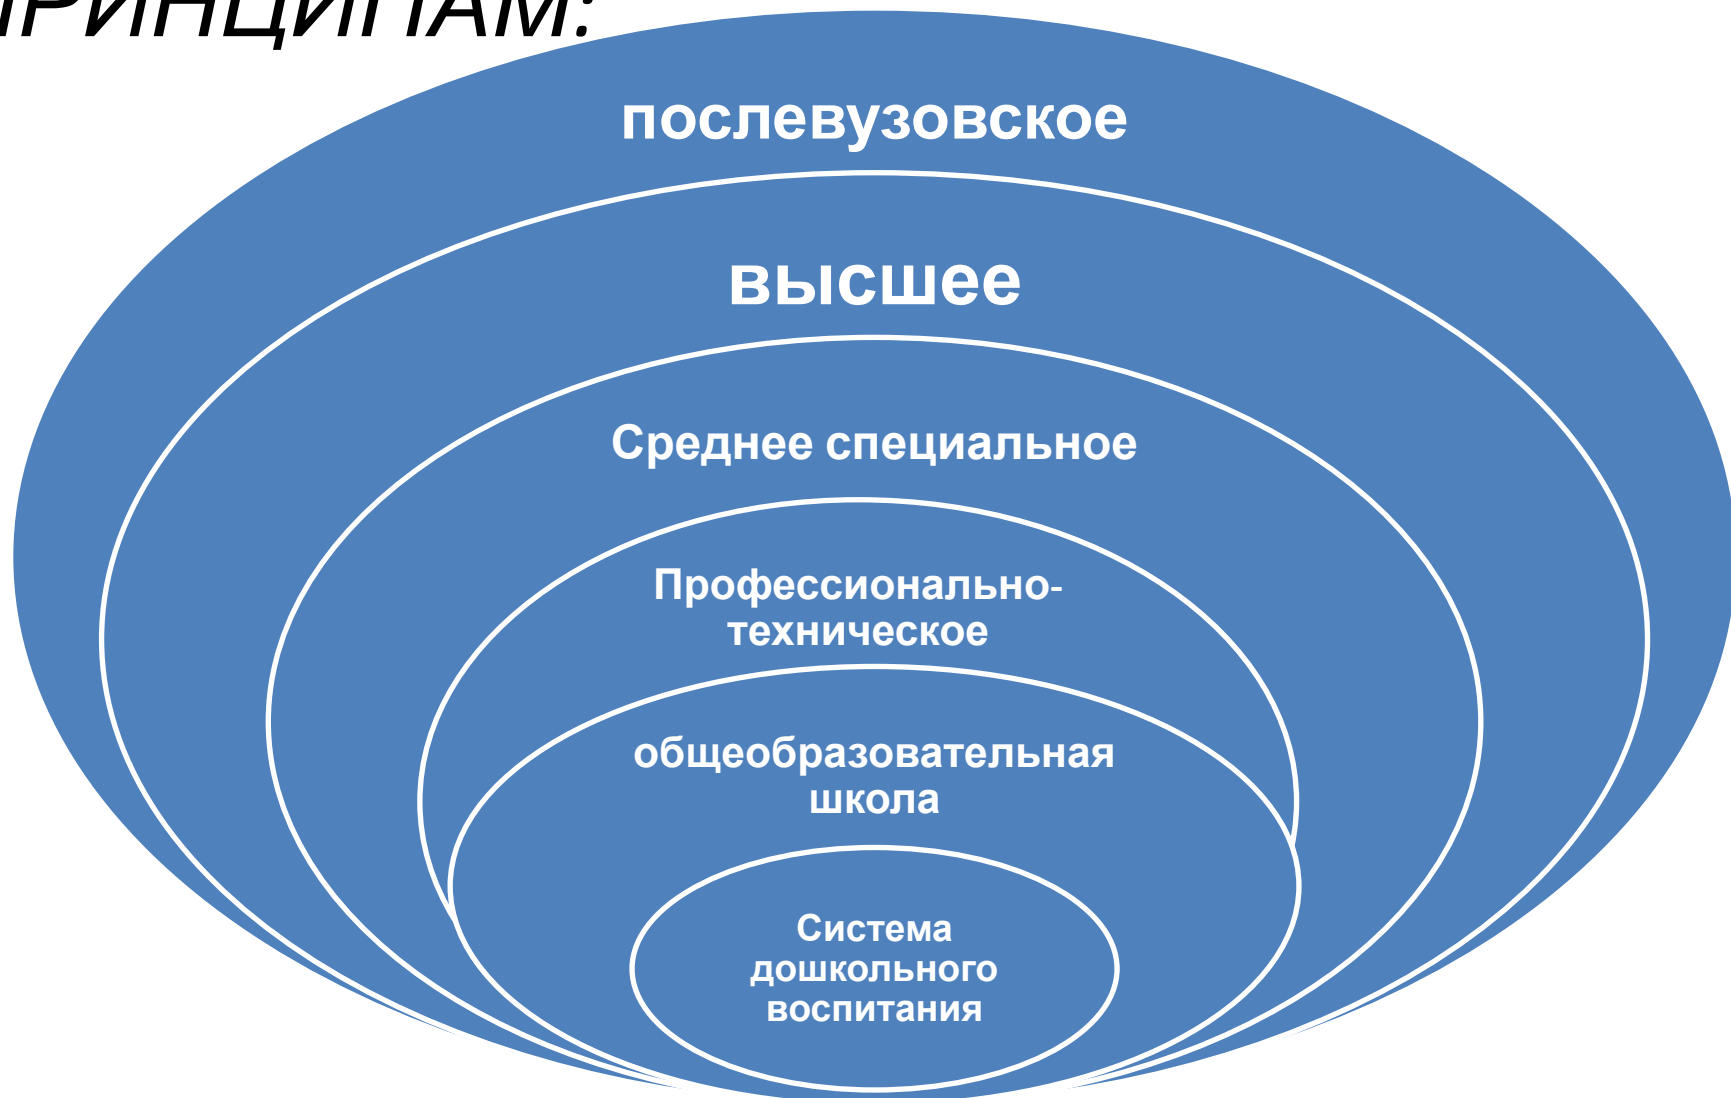 ПРИНЦИПАМ:
послевузовское
высшее
Среднее специальное
Профессионально-
техническое
общеобразовательная
школа
Система
дошкольного
воспитания